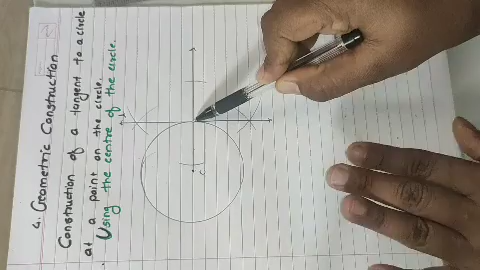 4. Geometric Construction
Construction of a tangent to a circle
at a point on the circle.
Using the centre of the circle.
C